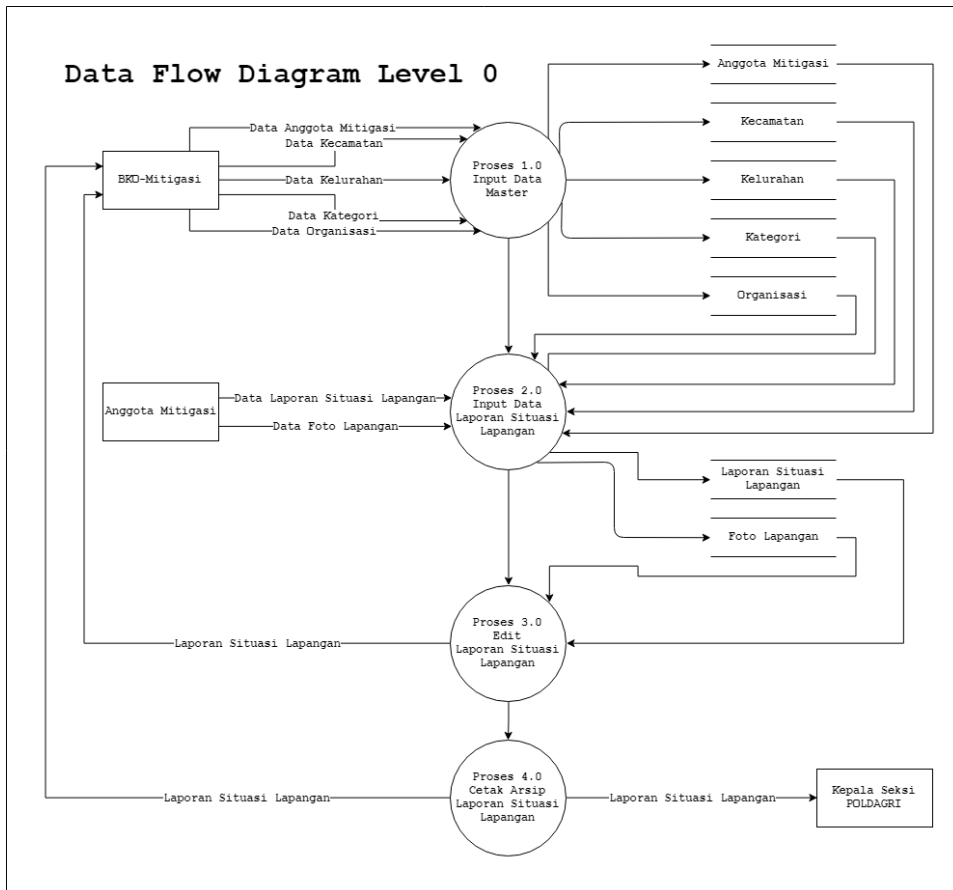 Data Flow Diagram Level 0
Anggota Mitigasi
Data Anggota Mitigasi
Data Kecamatan
Kecamatan
BKO-Mitigasi
Proses 1.0
Input Data
Master
Data Kelurahan
Kelurahan
Data Kategori
Data Organisasi
Kategori
Organisasi
Anggota Mitigasi
Data Laporan Situasi Lapangan
Data Foto Lapangan
Proses 2.0
Input Data
Laporan Situasi
Lapangan
Laporan Situasi
Lapangan
Foto Lapangan
Proses 3.0
Edit
Laporan Situasi
Lapangan
Laporan Situasi Lapangan
Proses 4.0
Cetak Arsip
Laporan Situasi
Lapangan
Laporan Situasi Lapangan
Laporan Situasi Lapangan
Kepala Seksi
POLDAGRI